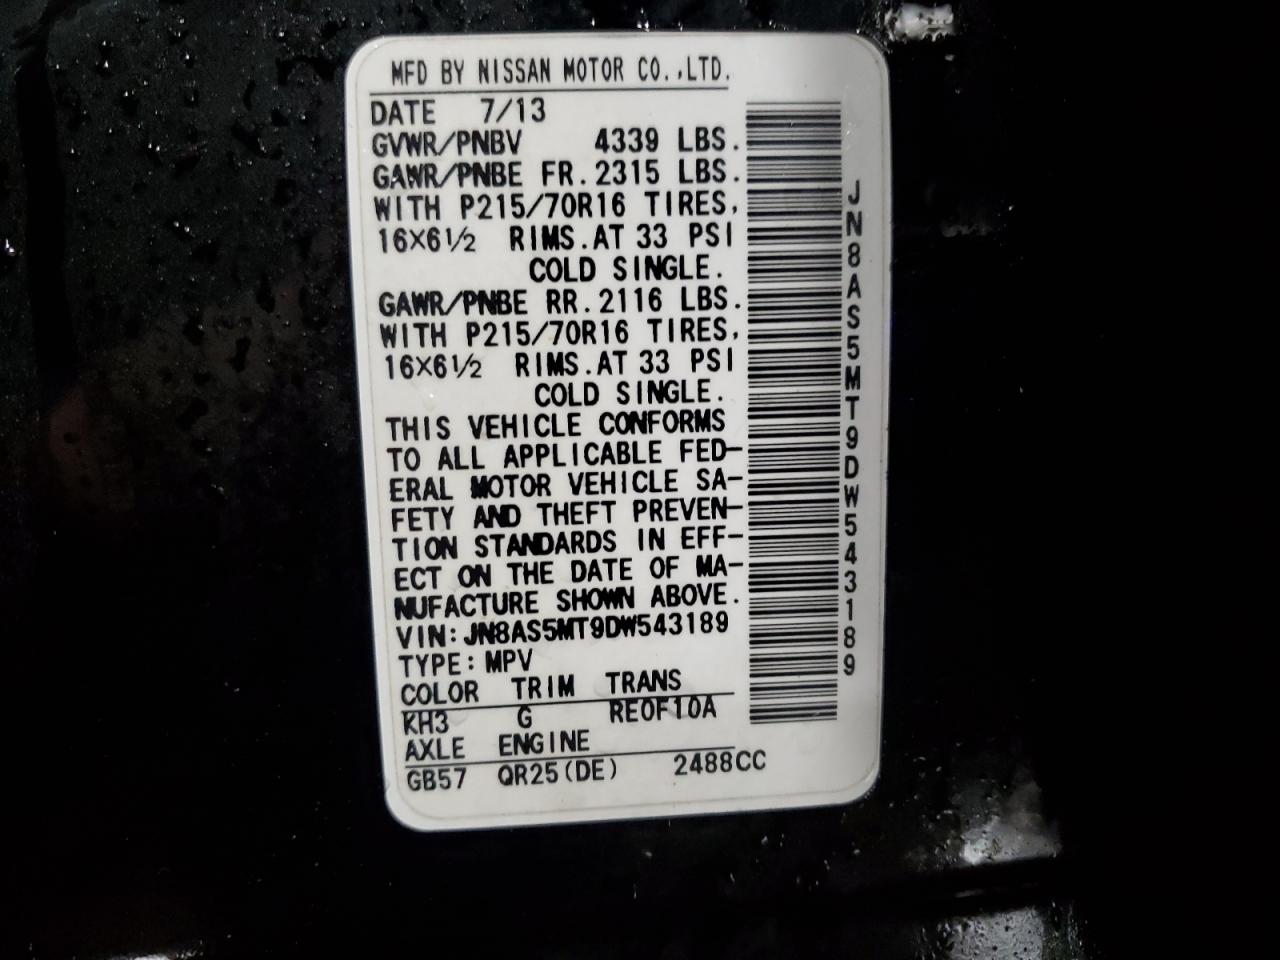 MFD BY NISSAN MOTOR CO.,LTD.
DATE 7/13
GVWR/PNBV 4339 LBS.
GAWR/PNBE FR.2315 LBS.
WITH P215/70R16 TIRES,
16X6½ RIMS.AT 33 PSI
COLD SINGLE.
GAWR/PNBE RR.2116 LBS.
WITH P215/70R16 TIRES,
16X6½ RIMS.AT 33 PSI
COLD SINGLE.
THIS VEHICLE CONFORMS
TO ALL APPLICABLE FED-
ERAL MOTOR VEHICLE SA-
FETY AND THEFT PREVEN-
TION STANDARDS IN EFF-
ECT ON THE DATE OF MA-
NUFACTURE SHOWN ABOVE.
VIN:JN8AS5MT9DW543189
TYPE:MPV
COLOR TRIM TRANS
KH3 G RE0F10A
AXLE ENGINE
GB57 QR25(DE) 2488CC
JN8AS5MT9DW543189